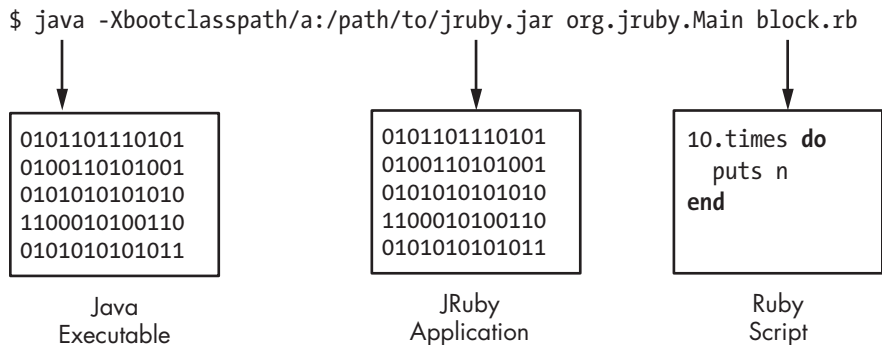 $ java -Xbootclasspath/a:/path/to/jruby.jar org.jruby.Main block.rb
0101101110101
0100110101001
0101010101010
1100010100110
0101010101011
Java
Executable
0101101110101
0100110101001
0101010101010
1100010100110
0101010101011
JRuby
Application
10.times do
  puts n
end
Ruby
Script